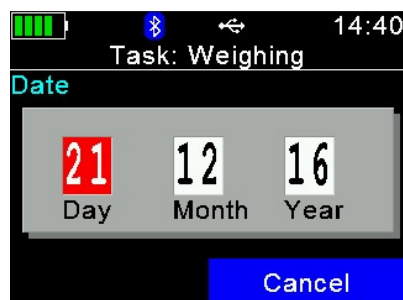 14:40
Task: Weighing
Date
21 12 16
Day Month Year
Cancel